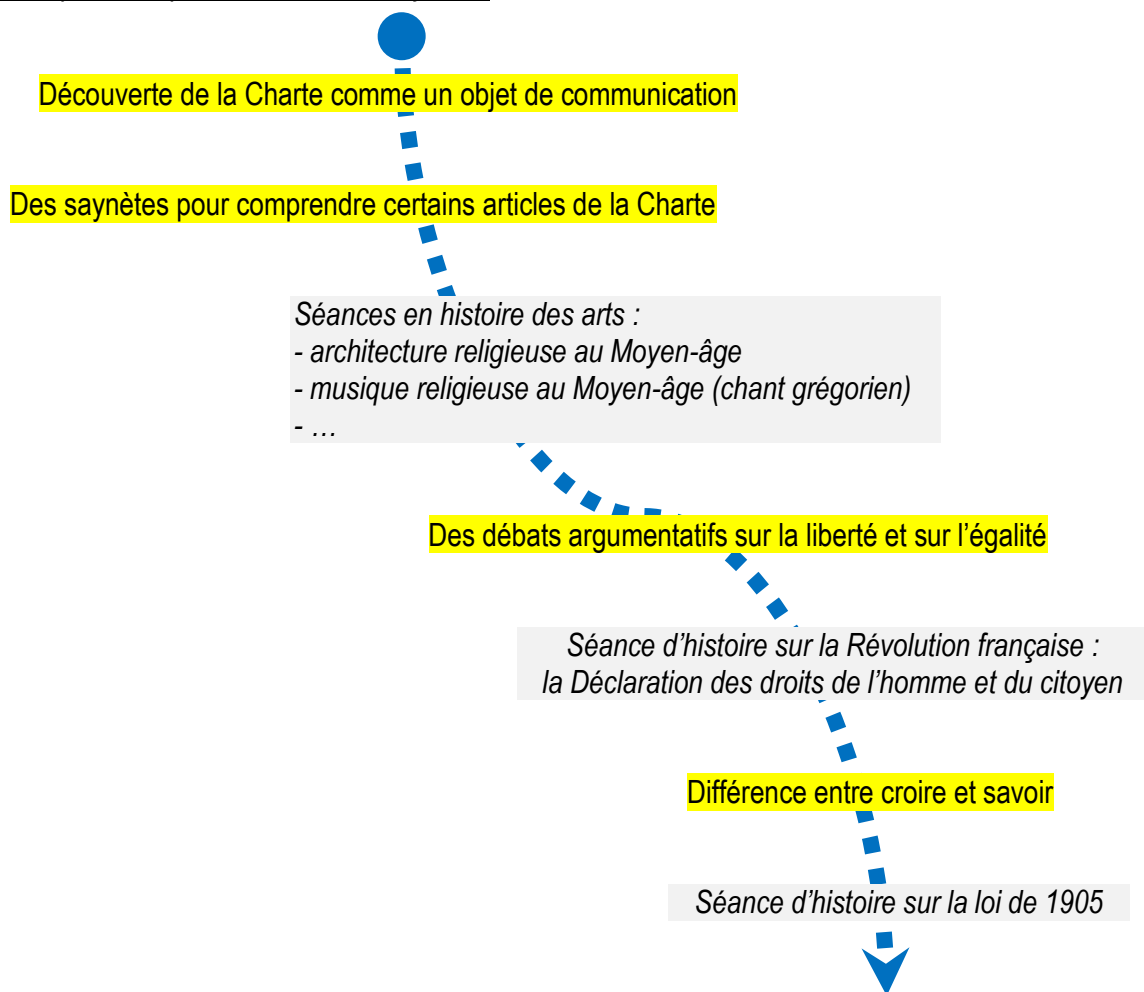 Découverte de la Charte comme un objet de communication
Des saynètes pour comprendre certains articles de la Charte
Séances en histoire des arts :
- architecture religieuse au Moyen-âge
- musique religieuse au Moyen-âge (chant grégorien)
- …
Des débats argumentatifs sur la liberté et sur l’égalité
Séance d’histoire sur la Révolution française :
la Déclaration des droits de l’homme et du citoyen
Différence entre croire et savoir
Séance d’histoire sur la loi de 1905